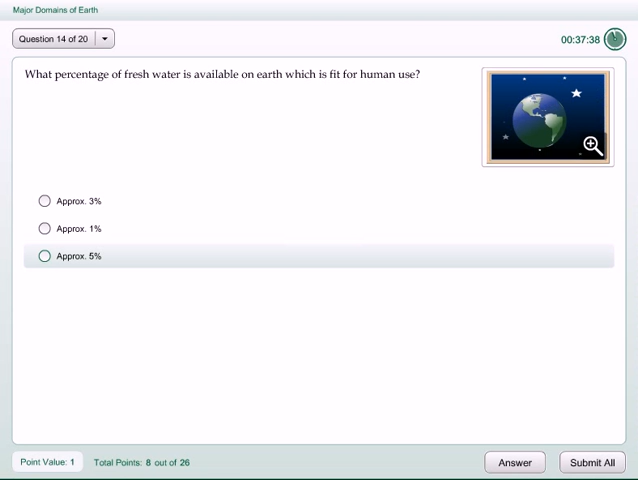 Major Domains of Earth
Question 14 of 20
00:37:38
What percentage of fresh water is available on earth which is fit for human use?
Approx. 3%
Approx. 1%
Approx. 5%
Point Value: 1
Total Points: 8 out of 26
Answer
Submit All